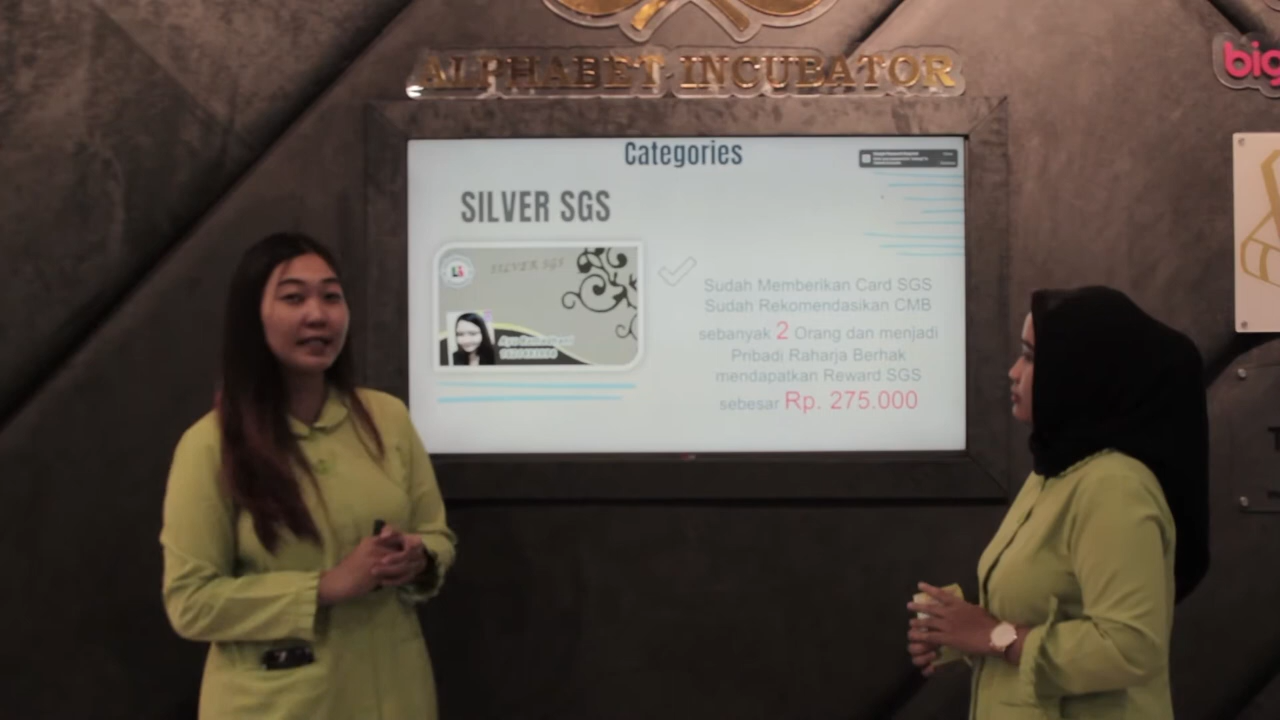 ALPHABET INCUBATOR
big
Categories
SILVER SGS
SILVER SGS
Sudah Memberikan Card SGS
Sudah Rekomendasikan CMB
sebanyak 2 Orang dan menjadi
Pribadi Raharja Berhak
mendapatkan Reward SGS
sebesar Rp. 275.000